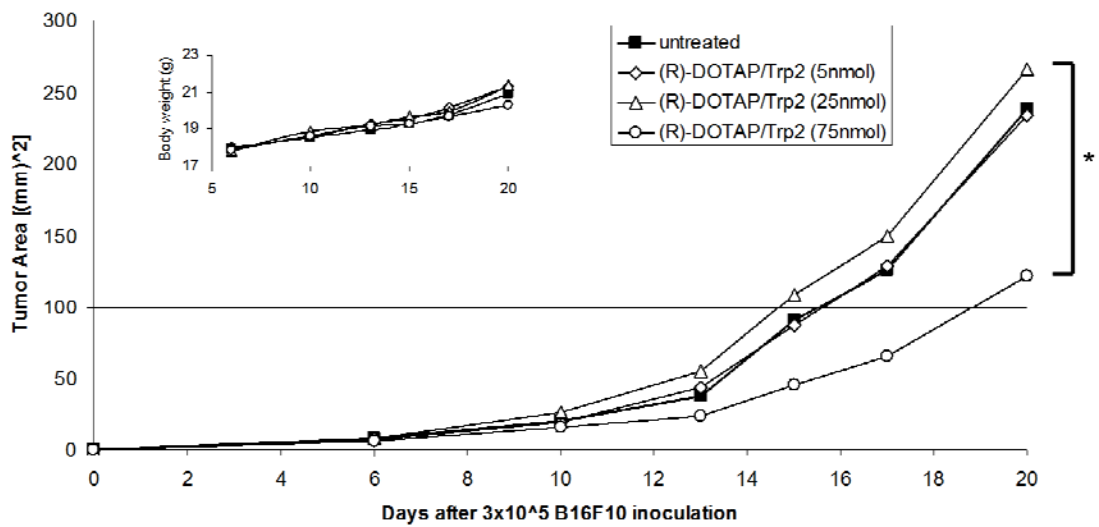 300
250
200
150
100
50
0
Tumor Area [(mm)^2]
0 2 4 6 8 10 12 14 16 18 20
Days after 3x10^5 B16F10 inoculation
23
21
19
17
Body weight (g)
5 10 15 20
untreated
(R)-DOTAP/Trp2 (5nmol)
(R)-DOTAP/Trp2 (25nmol)
(R)-DOTAP/Trp2 (75nmol)
*